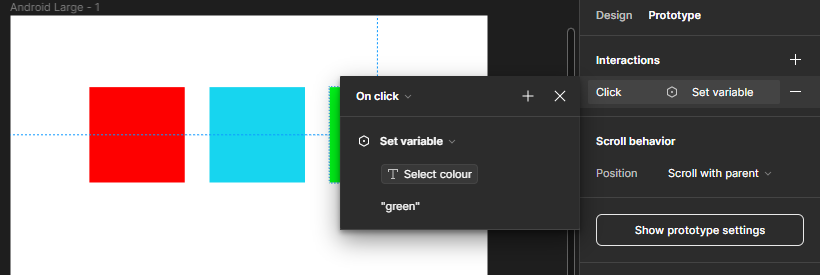 Android Large - 1
Design Prototype
Interactions
Click Set variable
On click
Set variable
T Select colour
"green"
Scroll behavior
Position Scroll with parent
Show prototype settings